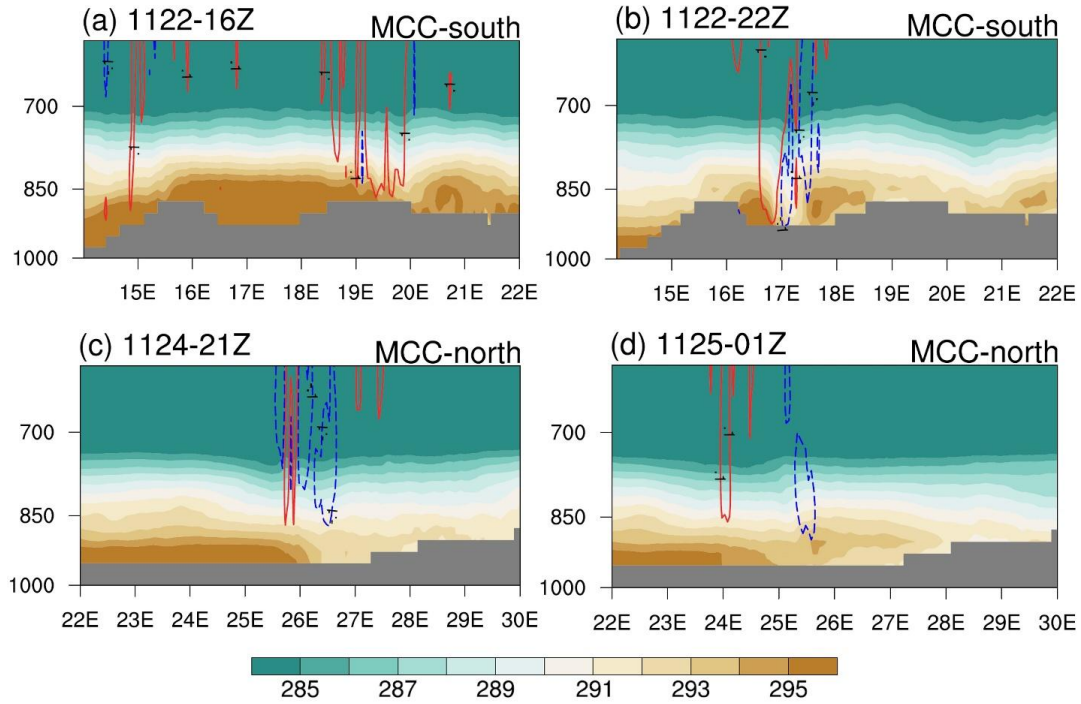 (a) 1122-16Z MCC-south
700
850
1000
15E 16E 17E 18E 19E 20E 21E 22E
(b) 1122-22Z MCC-south
700
850
1000
15E 16E 17E 18E 19E 20E 21E 22E
(c) 1124-21Z MCC-north
700
850
1000
22E 23E 24E 25E 26E 27E 28E 29E 30E
(d) 1125-01Z MCC-north
700
850
1000
22E 23E 24E 25E 26E 27E 28E 29E 30E
285 287 289 291 293 295